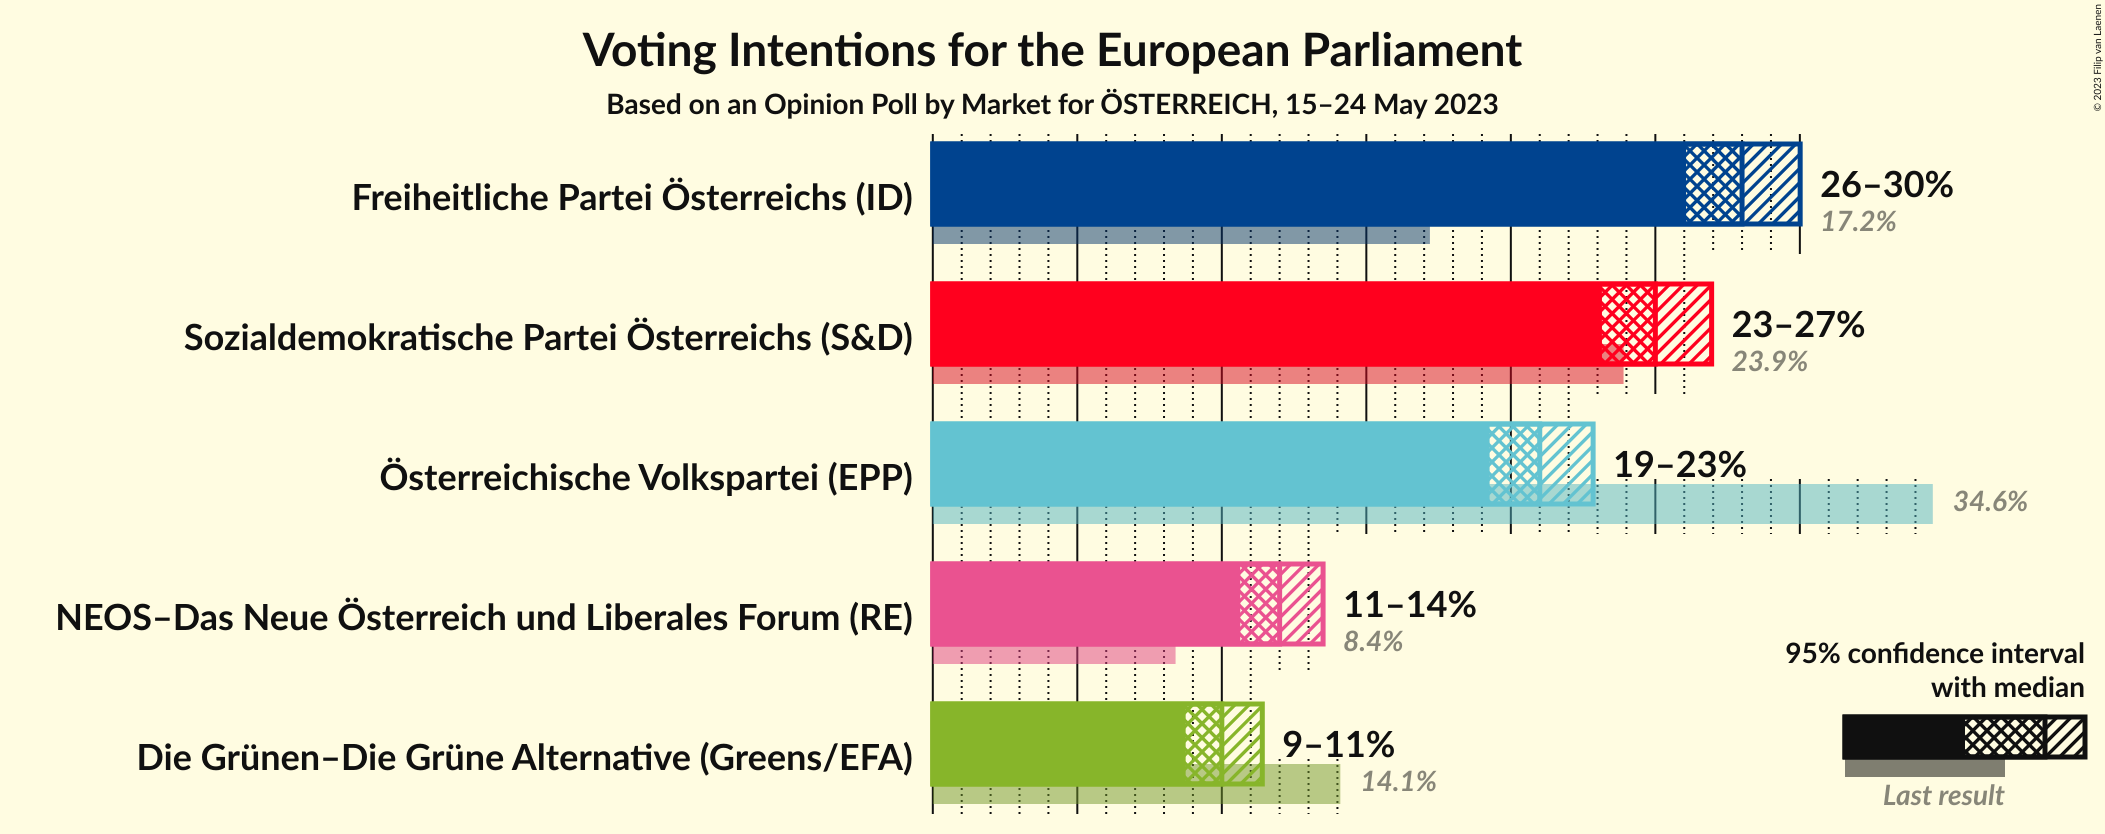 Voting Intentions for the European Parliament
Based on an Opinion Poll by Market for ÖSTERREICH, 15–24 May 2023
© 2023 Filip van Laenen
Freiheitliche Partei Österreichs (ID)
26–30%
17.2%
Sozialdemokratische Partei Österreichs (S&D)
23–27%
23.9%
Österreichische Volkspartei (EPP)
19–23%
34.6%
NEOS–Das Neue Österreich und Liberales Forum (RE)
11–14%
8.4%
Die Grünen–Die Grüne Alternative (Greens/EFA)
9–11%
14.1%
95% confidence interval
with median
Last result